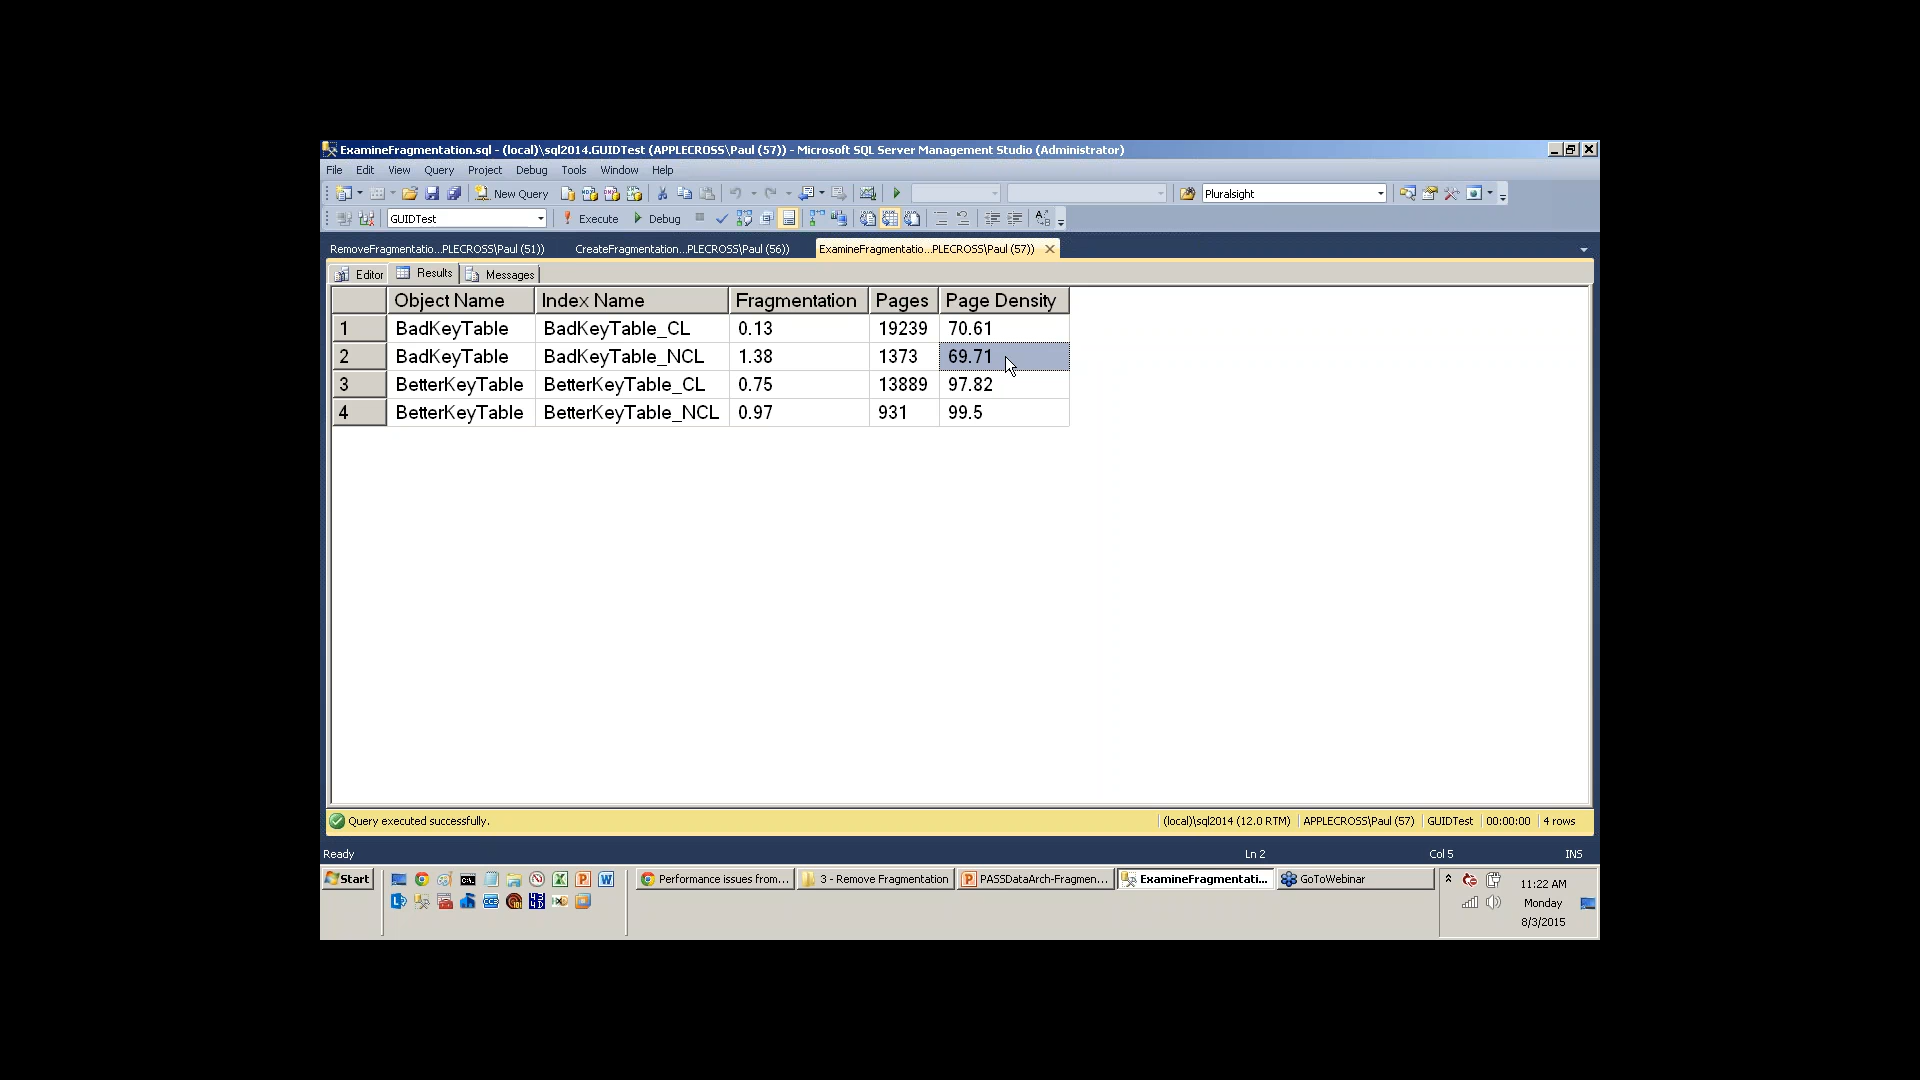 ExamineFragmentation.sql - (local)\sql2014.GUIDTest (APPLECROSS\Paul (57)) - Microsoft SQL Server Management Studio (Administrator)
File Edit View Query Project Debug Tools Window Help
New Query Pluralsight
GUIDTest Execute Debug
RemoveFragmentatio...PLECROSS\Paul (51)) CreateFragmentation...PLECROSS\Paul (56)) ExamineFragmentatio...PLECROSS\Paul (57))
Editor Results Messages
Object Name Index Name Fragmentation Pages Page Density
1 BadKeyTable BadKeyTable_CL 0.13 19239 70.61
2 BadKeyTable BadKeyTable_NCL 1.38 1373 69.71
3 BetterKeyTable BetterKeyTable_CL 0.75 13889 97.82
4 BetterKeyTable BetterKeyTable_NCL 0.97 931 99.5
Query executed successfully. (local)\sql2014 (12.0 RTM) APPLECROSS\Paul (57) GUIDTest 00:00:00 4 rows
Ready Ln 2 Col 5 INS
Start Performance issues from... 3 - Remove Fragmentation PASSDataArch-Fragmen... ExamineFragmentati... GoToWebinar
11:22 AM
Monday
8/3/2015